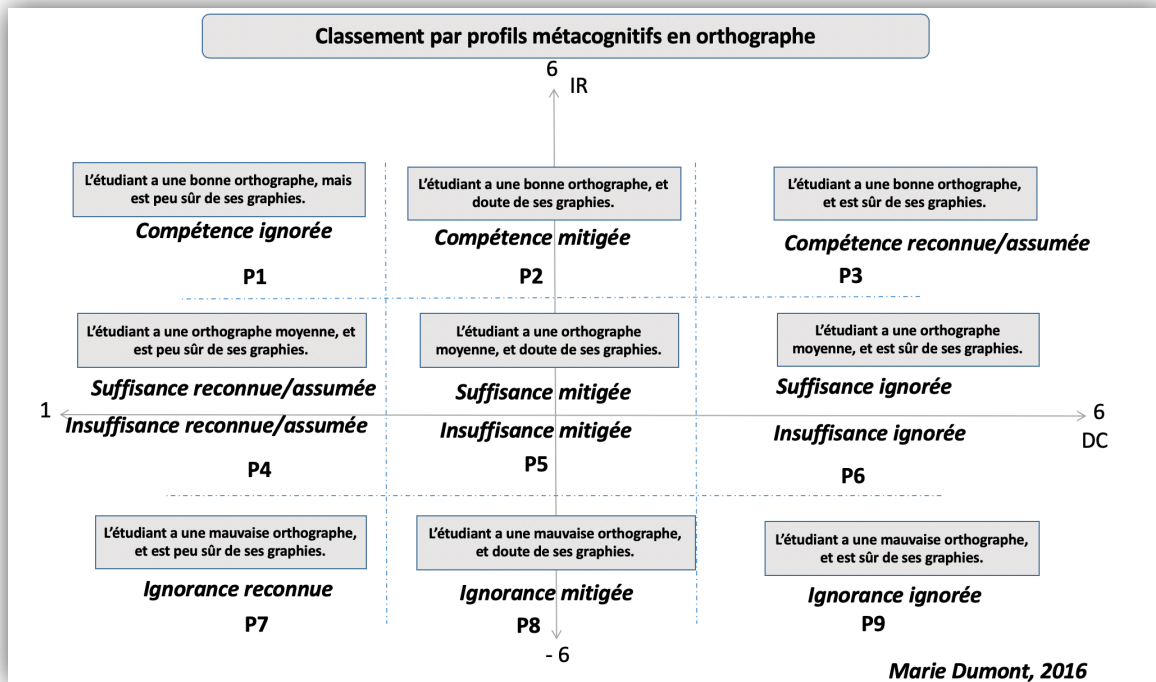 Classement par profils métacognitifs en orthographe
6
IR
L'étudiant a une bonne orthographe, mais
est peu sûr de ses graphies.
Compétence ignorée
P1
L'étudiant a une bonne orthographe, et
doute de ses graphies.
Compétence mitigée
P2
L'étudiant a une bonne orthographe,
et est sûr de ses graphies.
Compétence reconnue/assumée
P3
L'étudiant a une orthographe moyenne, et
est peu sûr de ses graphies.
Suffisance reconnue/assumée
1
Insuffisance reconnue/assumée
P4
L'étudiant a une orthographe
moyenne, et doute de ses graphies.
Suffisance mitigée
Insuffisance mitigée
P5
L'étudiant a une orthographe
moyenne, et est sûr de ses graphies.
Suffisance ignorée
6
DC
Insuffisance ignorée
P6
L'étudiant a une mauvaise orthographe,
et est peu sûr de ses graphies.
Ignorance reconnue
P7
L'étudiant a une mauvaise orthographe,
et doute de ses graphies.
Ignorance mitigée
P8
L'étudiant a une mauvaise orthographe,
et est sûr de ses graphies.
Ignorance ignorée
P9
- 6
Marie Dumont, 2016